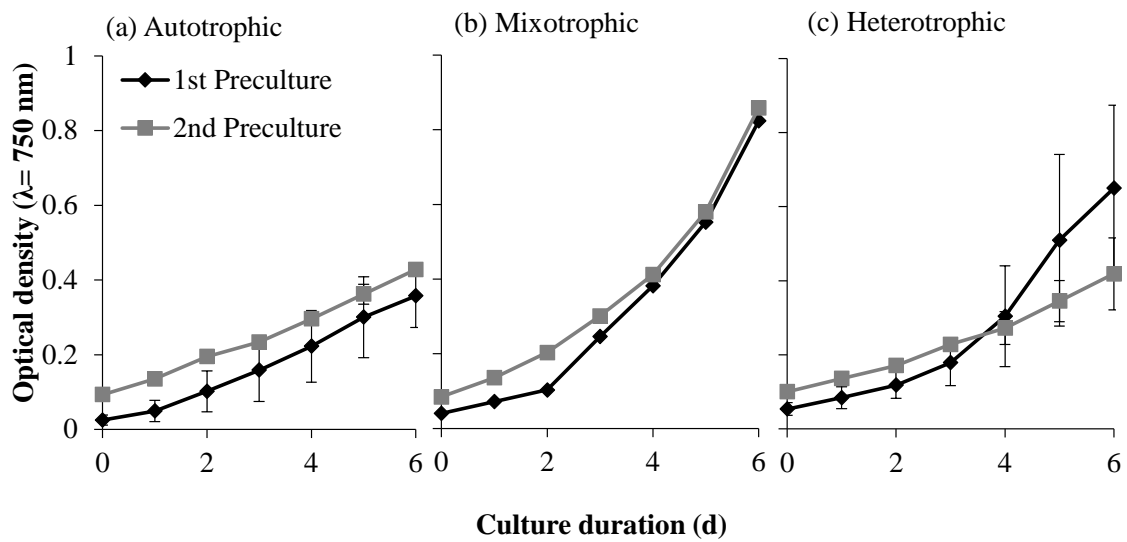 (a) Autotrophic
(b) Mixotrophic
(c) Heterotrophic
1st Preculture
2nd Preculture
Optical density (λ= 750 nm)
1
0.8
0.6
0.4
0.2
0
0 2 4 6
0 2 4 6
0 2 4 6
Culture duration (d)